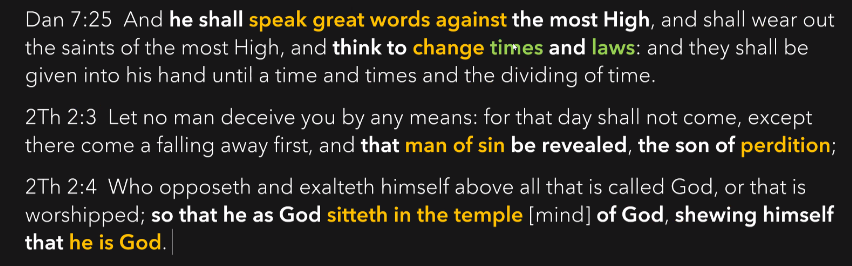 Dan 7:25  And he shall speak great words against the most High, and shall wear out
the saints of the most High, and think to change times and laws: and they shall be
given into his hand until a time and times and the dividing of time.
2Th 2:3  Let no man deceive you by any means: for that day shall not come, except
there come a falling away first, and that man of sin be revealed, the son of perdition;
2Th 2:4  Who opposeth and exalteth himself above all that is called God, or that is
worshipped; so that he as God sitteth in the temple [mind] of God, shewing himself
that he is God.